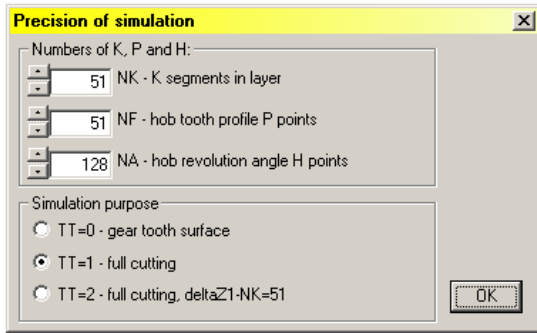 Precision of simulation
Numbers of K, P and H:
51 NK - K segments in layer
51 NF - hob tooth profile P points
128 NA - hob revolution angle H points
Simulation purpose
TT=0 - gear tooth surface
TT=1 - full cutting
TT=2 - full cutting, deltaZ1-NK=51
OK